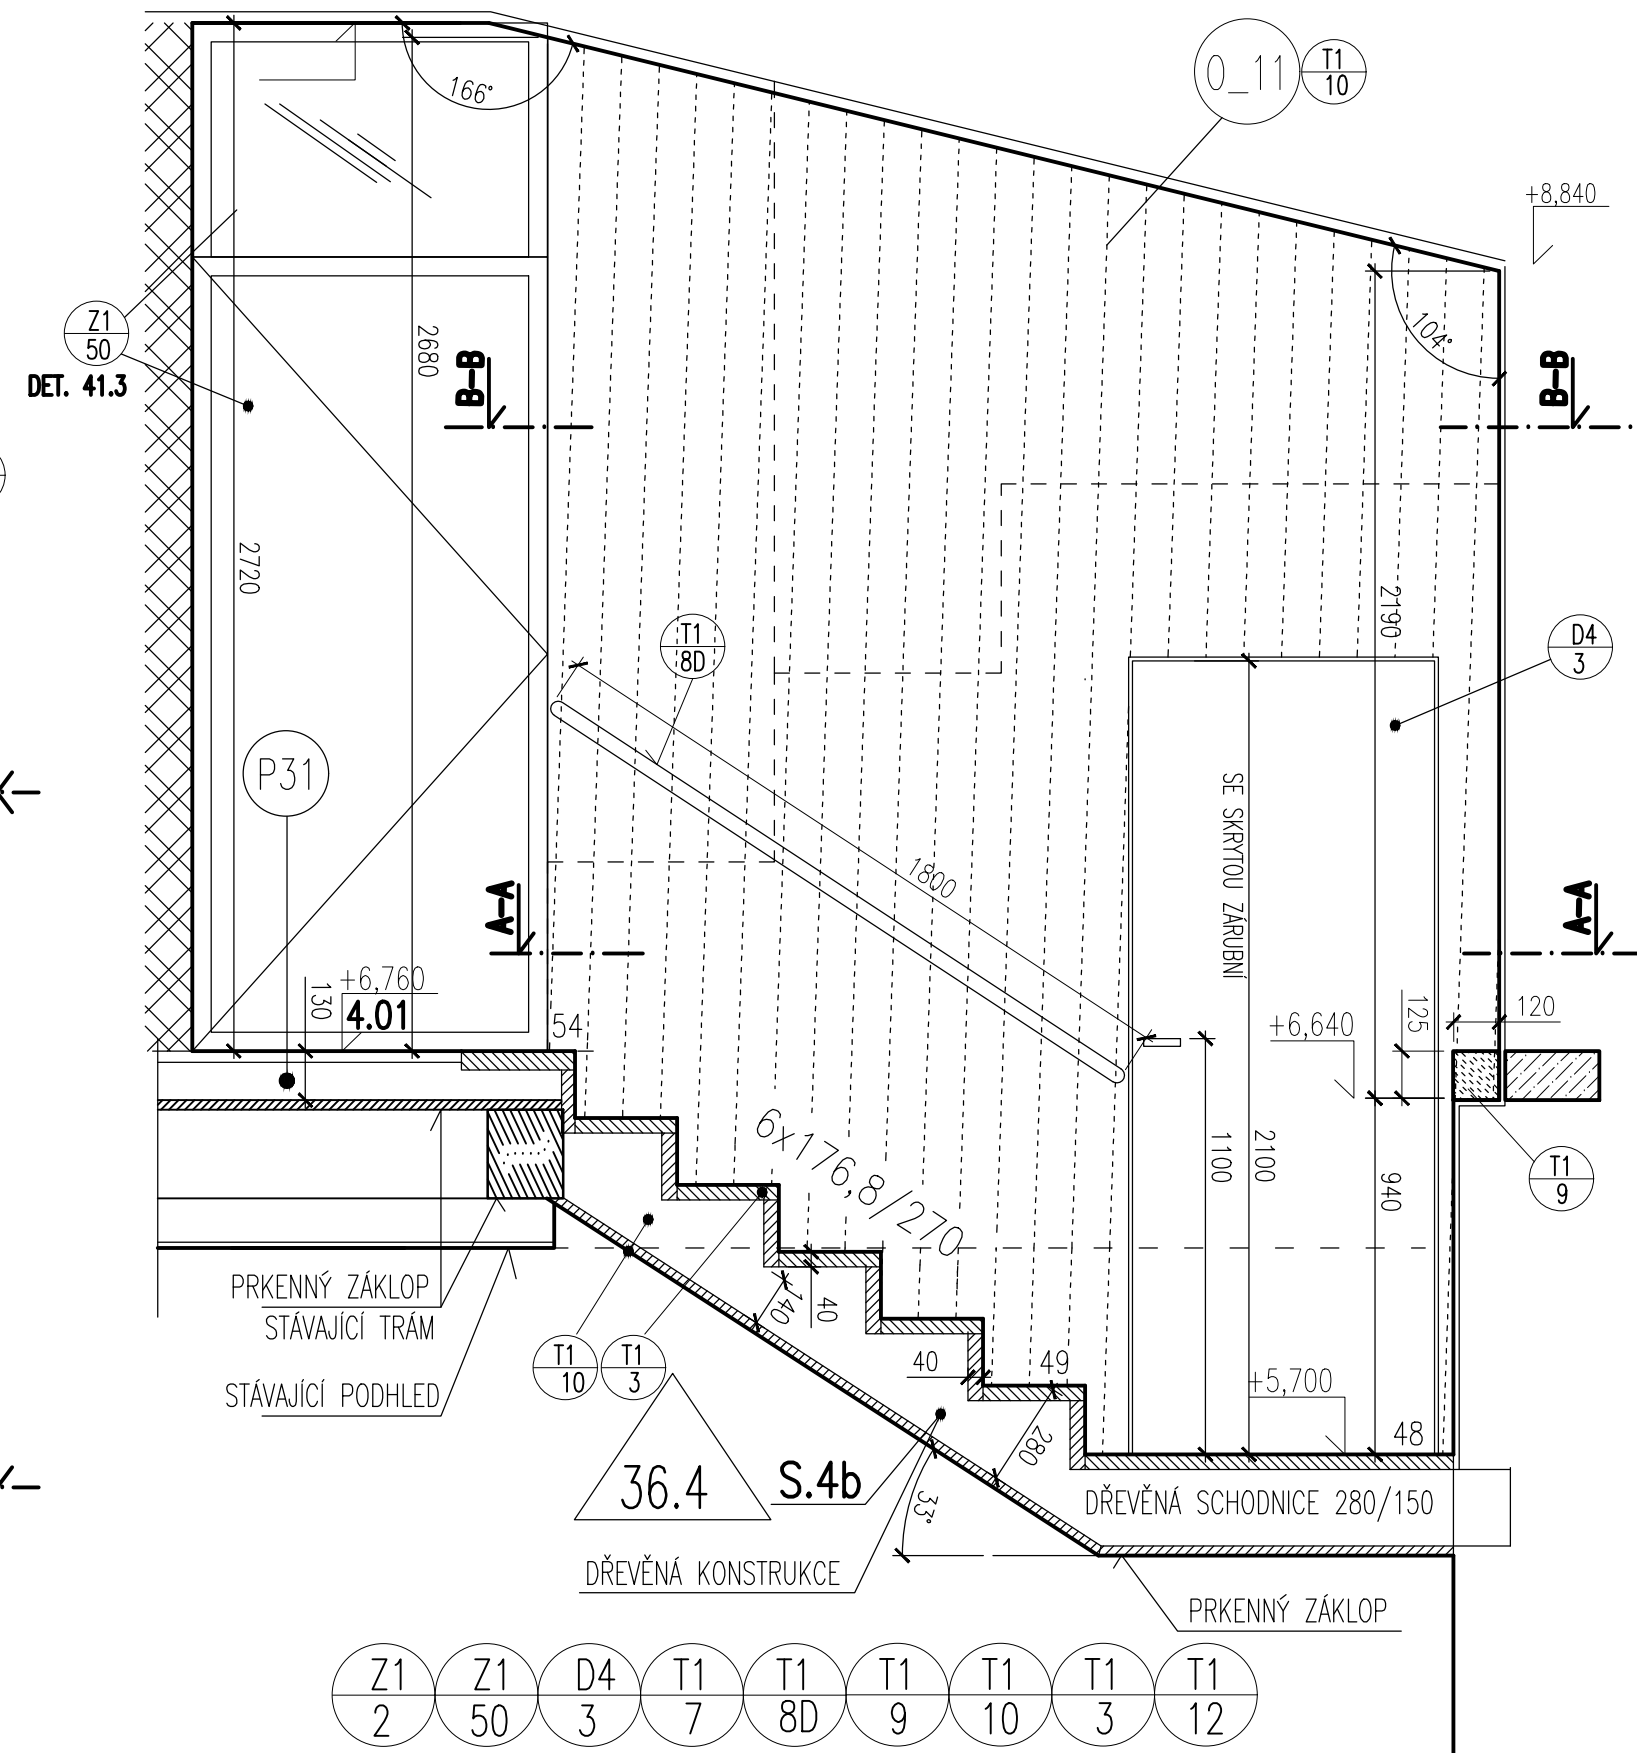 166°
0_11
T1
10
+8,840
Z1
50
DET. 41.3
2680
B-B
104°
B-B
2720
2190
T1
8D
D4
3
P31
SE SKRYTOU ZÁRUBNÍ
1800
A-A
A-A
+6,760
130
4.01
54
+6,640
125
120
6x176,8/270
1100
2100
940
T1
9
PRKENNÝ ZÁKLOP
STÁVAJÍCÍ TRÁM
140
40
T1
10
T1
3
40
49
+5,700
STÁVAJÍCÍ PODHLED
48
280
36.4
S.4b
33°
DŘEVĚNÁ SCHODNICE 280/150
DŘEVĚNÁ KONSTRUKCE
PRKENNÝ ZÁKLOP
Z1 Z1 D4 T1 T1 T1 T1 T1 T1
2 50 3 7 8D 9 10 3 12